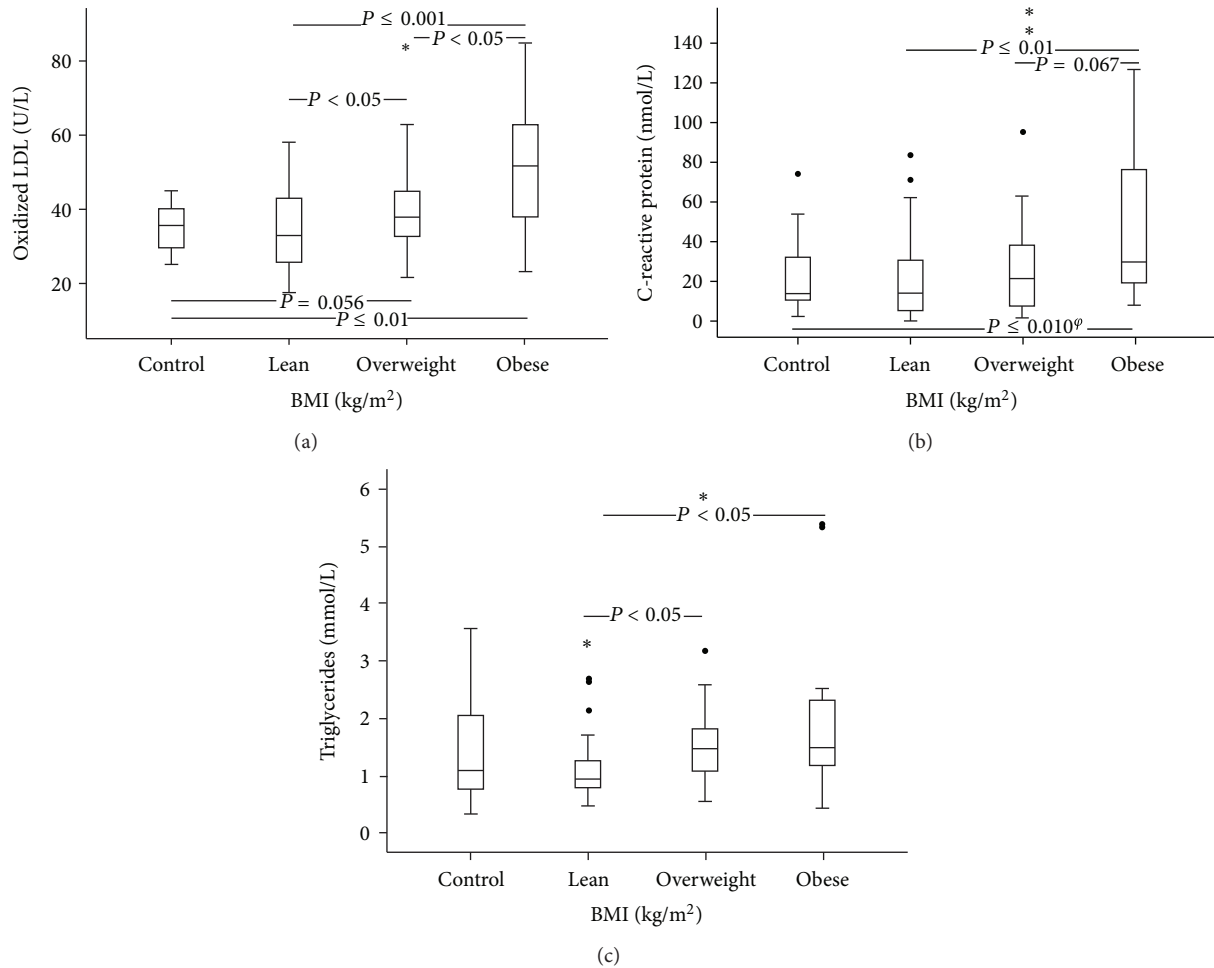 P ≤ 0.001
P < 0.05
*
P < 0.05
80
60
40
20
Oxidized LDL (U/L)
P = 0.056
P ≤ 0.01
Control Lean Overweight Obese
BMI (kg/m²)
(a)
*
*
P ≤ 0.01
P = 0.067
140
120
100
80
60
40
20
0
C-reactive protein (nmol/L)
P ≤ 0.010^φ
Control Lean Overweight Obese
BMI (kg/m²)
(b)
6
5
4
3
2
1
0
Triglycerides (mmol/L)
*
P < 0.05
P < 0.05
*
Control Lean Overweight Obese
BMI (kg/m²)
(c)